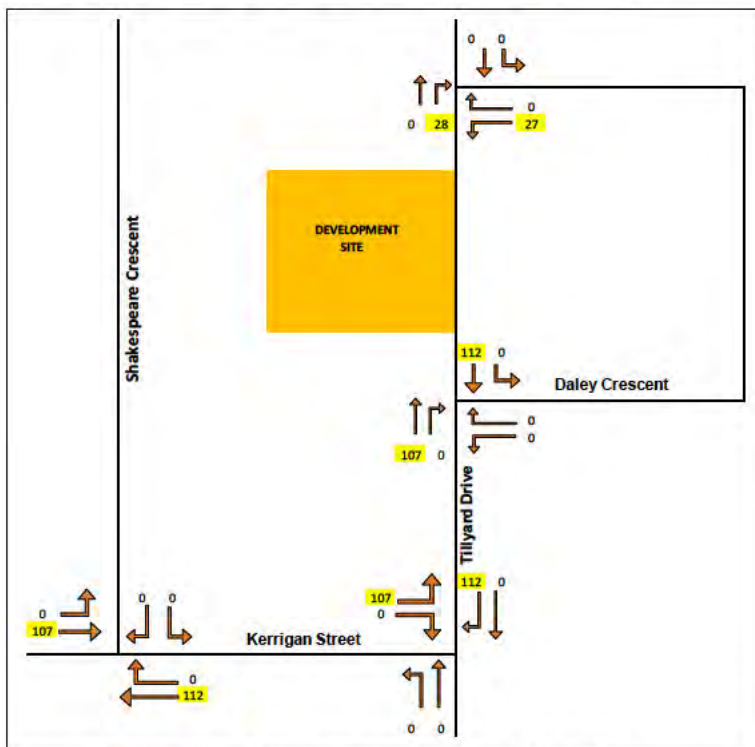 0 0
0
0 28
27
Shakespeare Crescent
DEVELOPMENT
SITE
112 0
Daley Crescent
0
0
107 0
Tillyard Drive
0
107
0 0
107
0
112 0
Kerrigan Street
0
112
0 0